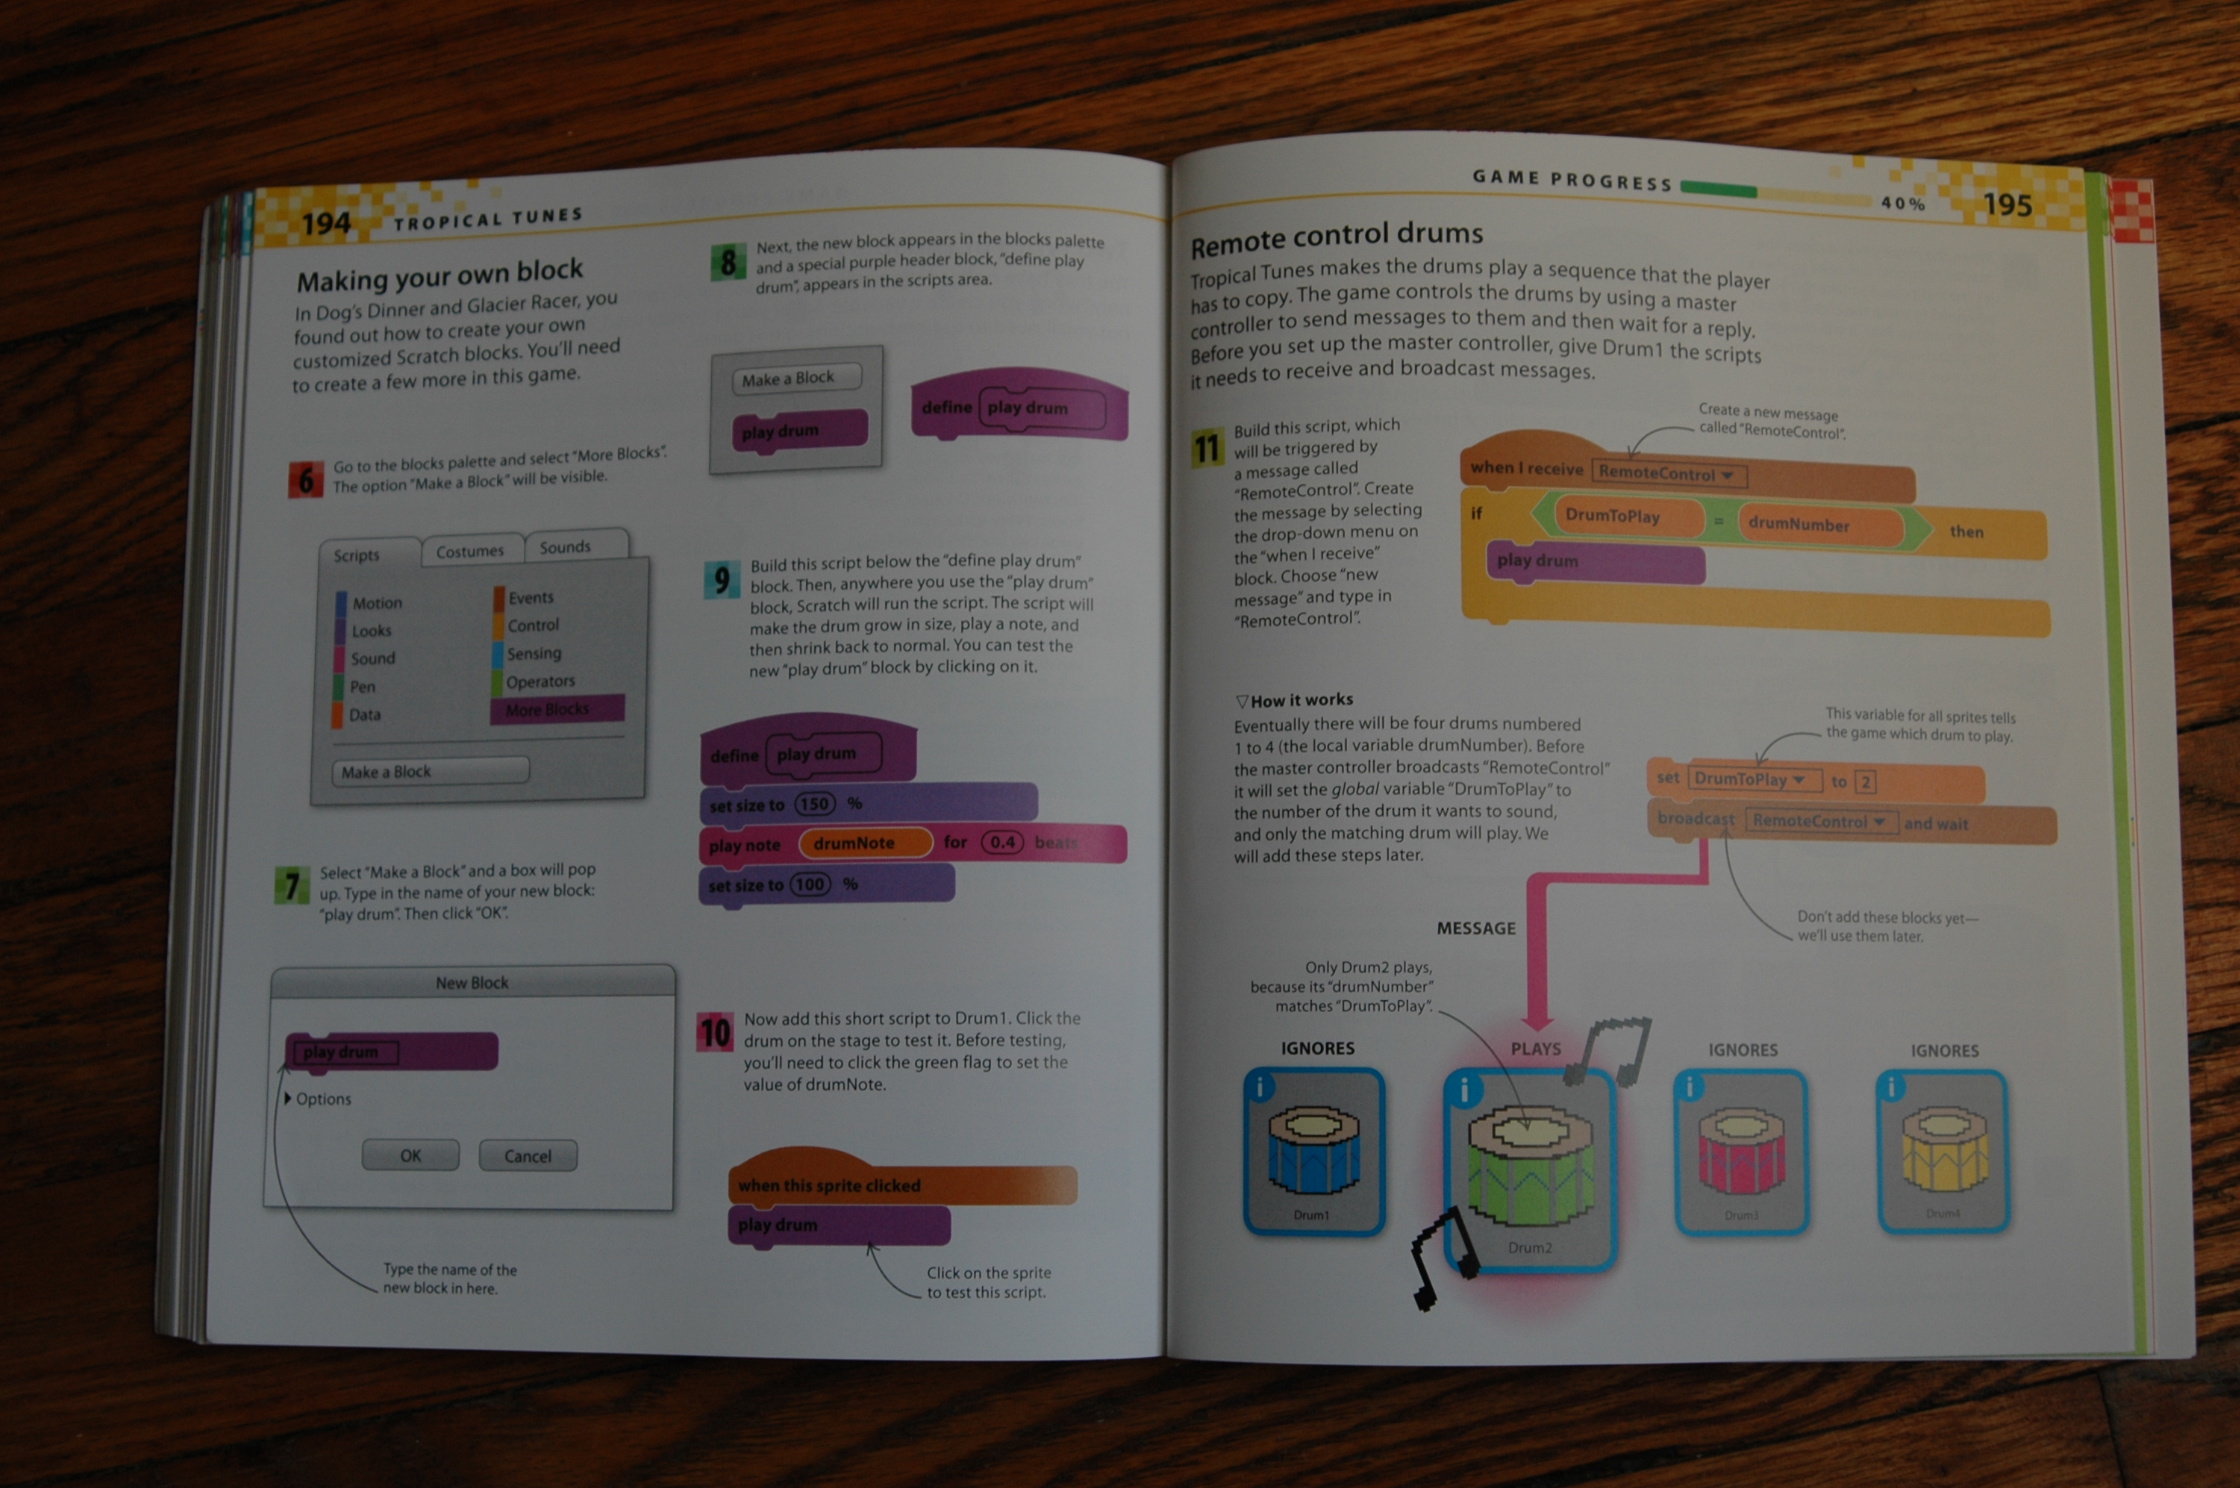 194 TROPICAL TUNES
Making your own block
In Dog's Dinner and Glacier Racer, you
found out how to create your own
customized Scratch blocks. You'll need
to create a few more in this game.
6
Go to the blocks palette and select "More Blocks".
The option "Make a Block" will be visible.
Scripts Costumes Sounds
Motion Events
Looks Control
Sound Sensing
Pen Operators
Data More Blocks
Make a Block
7
Select "Make a Block" and a box will pop
up. Type in the name of your new block:
"play drum". Then click "OK".
New Block
play drum
Options
OK Cancel
Type the name of the
new block in here.
8
Next, the new block appears in the blocks palette
and a special purple header block, "define play
drum", appears in the scripts area.
Make a Block
play drum
define play drum
9
Build this script below the "define play drum"
block. Then, anywhere you use the "play drum"
block, Scratch will run the script. The script will
make the drum grow in size, play a note, and
then shrink back to normal. You can test the
new "play drum" block by clicking on it.
define play drum
set size to 150 %
play note drumNote for 0.4 beats
set size to 100 %
10
Now add this short script to Drum1. Click the
drum on the stage to test it. Before testing,
you'll need to click the green flag to set the
value of drumNote.
when this sprite clicked
play drum
Click on the sprite
to test this script.
GAME PROGRESS 40% 195
Remote control drums
Tropical Tunes makes the drums play a sequence that the player
has to copy. The game controls the drums by using a master
controller to send messages to them and then wait for a reply.
Before you set up the master controller, give Drum1 the scripts
it needs to receive and broadcast messages.
11
Build this script, which
will be triggered by
a message called
"RemoteControl". Create
the message by selecting
the drop-down menu on
the "when I receive"
block. Choose "new
message" and type in
"RemoteControl".
Create a new message
called "RemoteControl".
when I receive RemoteControl
if DrumToPlay = drumNumber then
play drum
▽ How it works
Eventually there will be four drums numbered
1 to 4 (the local variable drumNumber). Before
the master controller broadcasts "RemoteControl"
it will set the global variable "DrumToPlay" to
the number of the drum it wants to sound,
and only the matching drum will play. We
will add these steps later.
This variable for all sprites tells
the game which drum to play.
set DrumToPlay to 2
broadcast RemoteControl and wait
Don't add these blocks yet—
we'll use them later.
MESSAGE
Only Drum2 plays,
because its "drumNumber"
matches "DrumToPlay".
IGNORES PLAYS IGNORES IGNORES
i i i i
Drum1 Drum2 Drum3 Drum4